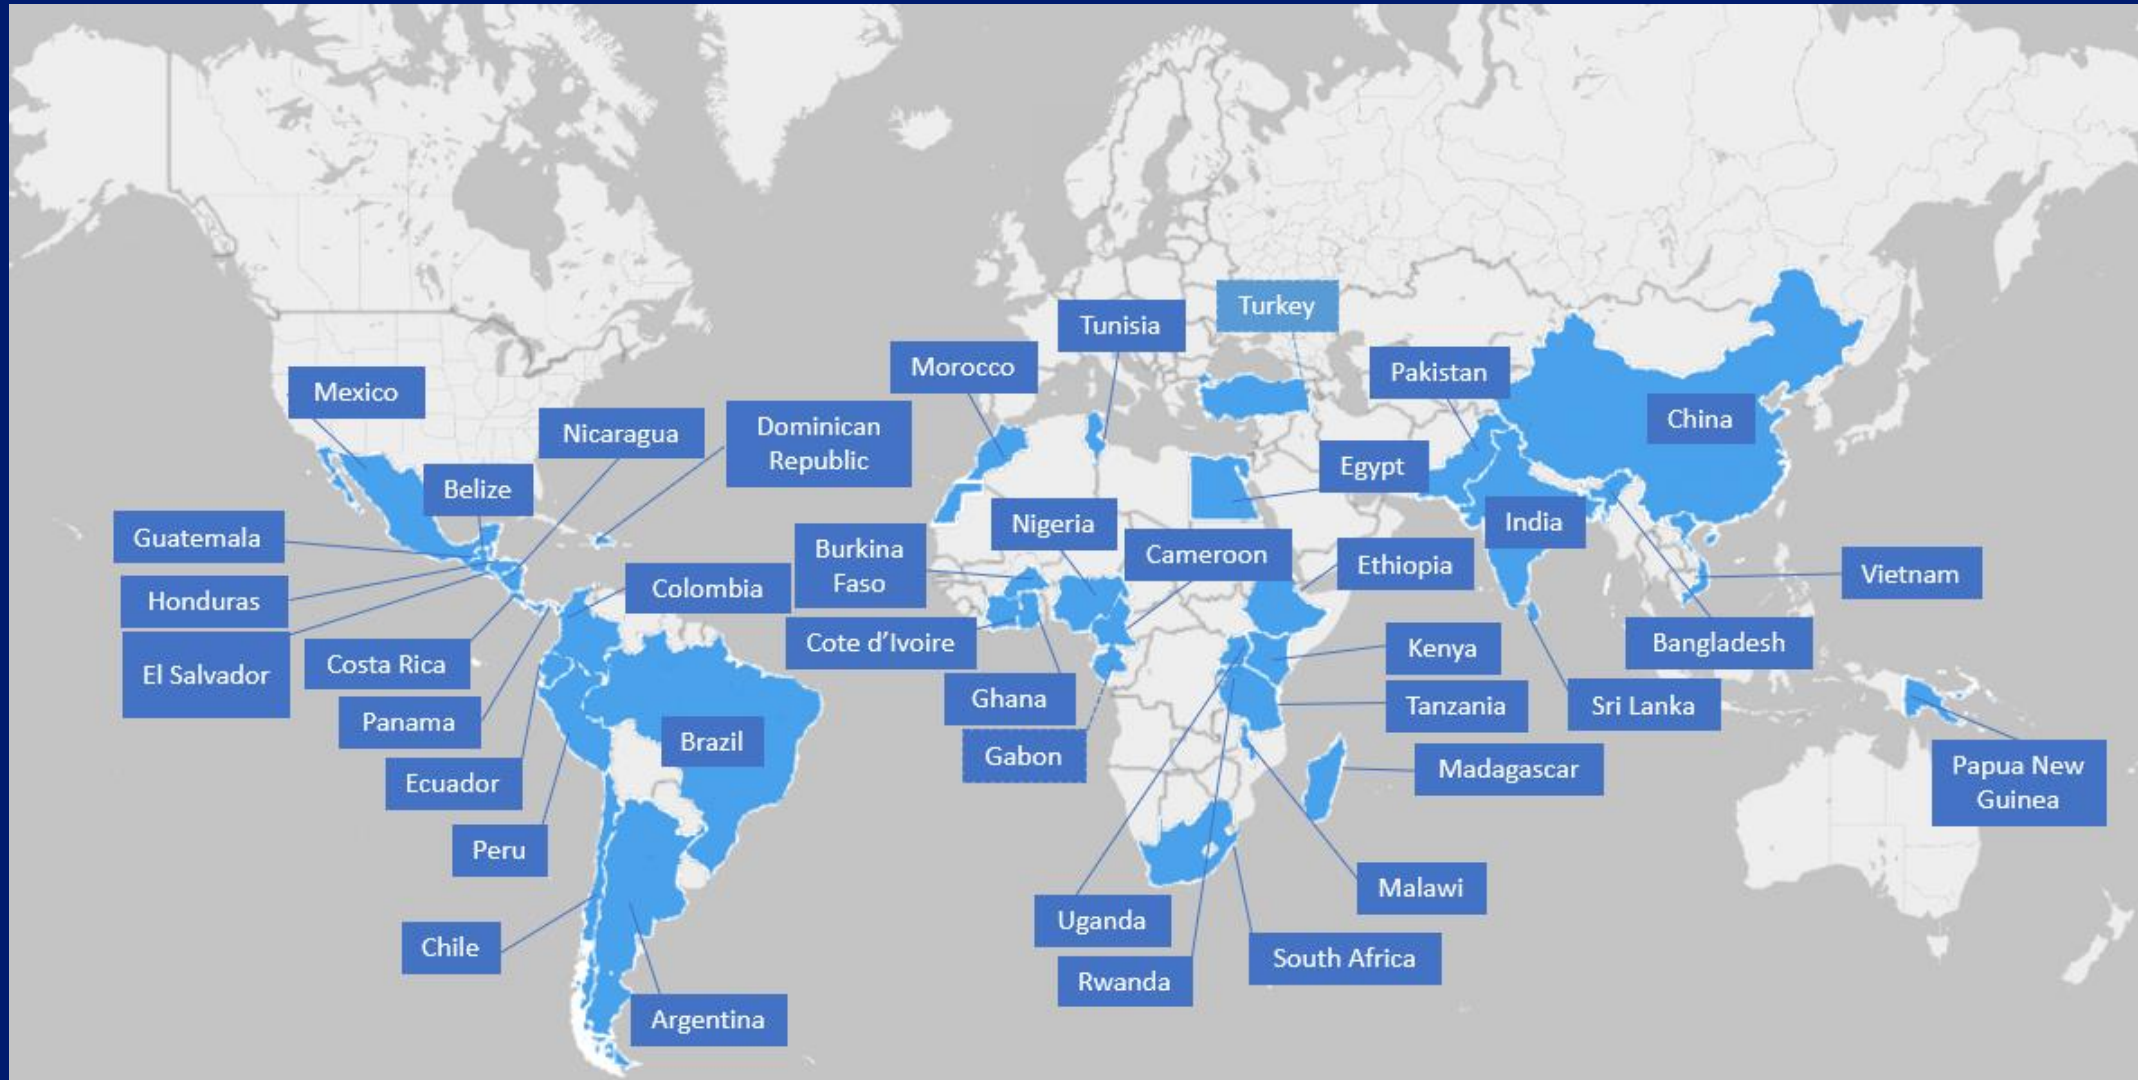 Turkey
Tunisia
Morocco
Pakistan
Mexico
China
Nicaragua
Dominican
Republic
Egypt
Belize
Nigeria
India
Guatemala
Burkina
Faso
Cameroon
Ethiopia
Vietnam
Honduras
Colombia
Cote d’Ivoire
Kenya
Bangladesh
El Salvador
Costa Rica
Ghana
Tanzania
Sri Lanka
Panama
Brazil
Gabon
Madagascar
Papua New
Guinea
Ecuador
Peru
Malawi
Uganda
Chile
South Africa
Rwanda
Argentina